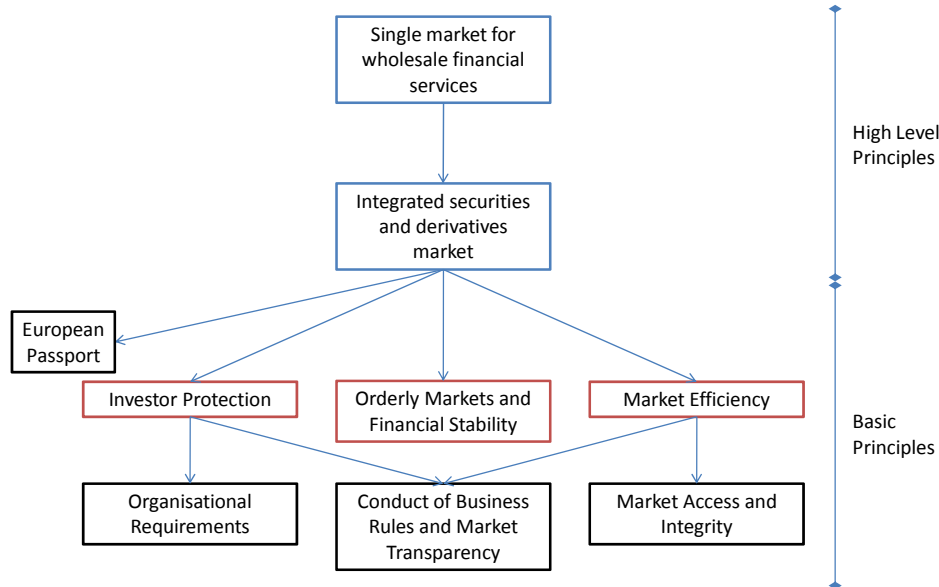 Single market for
wholesale financial
services
High Level
Principles
Integrated securities
and derivatives
market
European
Passport
Investor Protection
Orderly Markets and
Financial Stability
Market Efficiency
Basic
Principles
Organisational
Requirements
Conduct of Business
Rules and Market
Transparency
Market Access and
Integrity